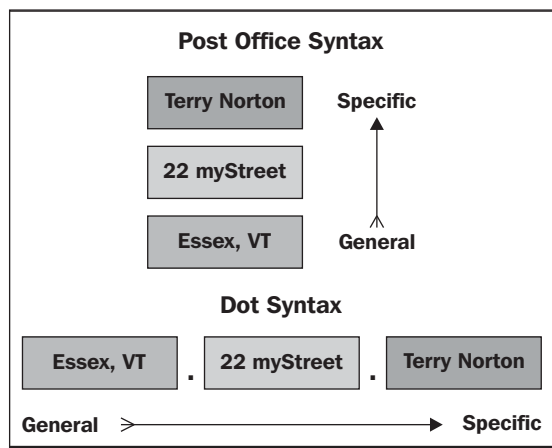 Post Office Syntax
Terry Norton Specific
22 myStreet
Essex, VT General
Dot Syntax
Essex, VT . 22 myStreet . Terry Norton
General Specific